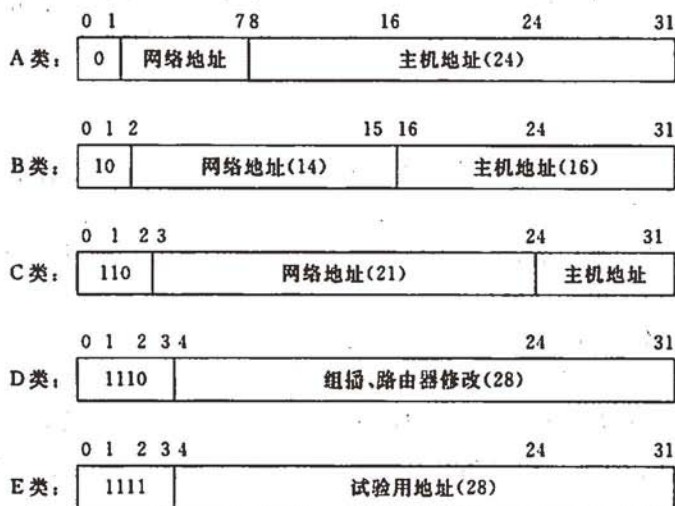 0 1 7 8 16 24 31
A类: 0 网络地址 主机地址(24)
0 1 2 15 16 24 31
B类: 10 网络地址(14) 主机地址(16)
0 1 2 3 24 31
C类: 110 网络地址(21) 主机地址
0 1 2 3 4 24 31
D类: 1110 组播、路由器修改(28)
0 1 2 3 4 24 31
E类: 1111 试验用地址(28)